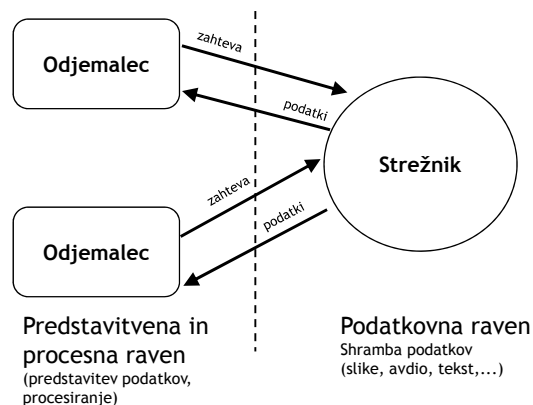 zahteva
Odjemalec
podatki
Strežnik
zahteva
Odjemalec
podatki
Predstavitvena in
procesna raven
(predstavitev podatkov,
procesiranje)
Podatkovna raven
Shramba podatkov
(slike, avdio, tekst,...)